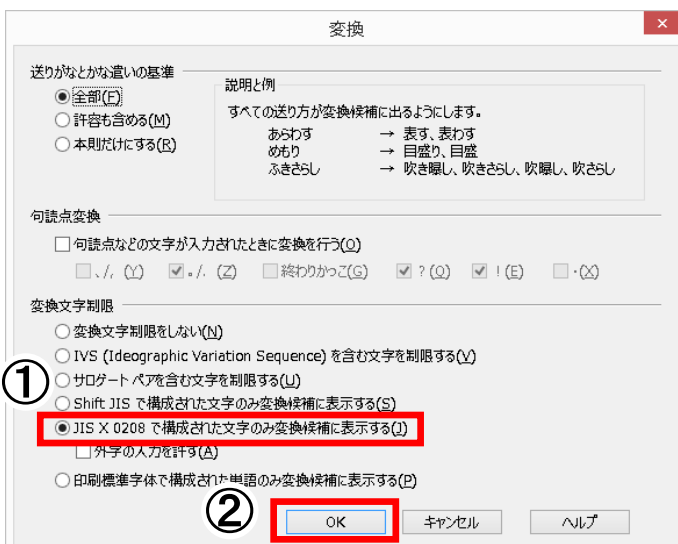 変換
×
送りがなとかな遣いの基準
全部(F)
許容も含める(M)
本則だけにする(R)
説明と例
すべての送り方が変換候補に出るようにします。
あらわす → 表す、表わす
めもり → 目盛り、目盛
ふきさらし → 吹き曝し、吹きさらし、吹曝し、吹さらし
句読点変換
句読点などの文字が入力されたときに変換を行う(O)
、/, (Y) 。/. (Z) 終わりかっこ(G) ? (Q) ! (E) ・(X)
変換文字制限
変換文字制限をしない(N)
IVS (Ideographic Variation Sequence) を含む文字を制限する(V)
① サロゲート ペアを含む文字を制限する(U)
Shift JIS で構成された文字のみ変換候補に表示する(S)
JIS X 0208 で構成された文字のみ変換候補に表示する(J)
外字の入力を許す(A)
印刷標準字体で構成された単語のみ変換候補に表示する(P)
② OK キャンセル ヘルプ